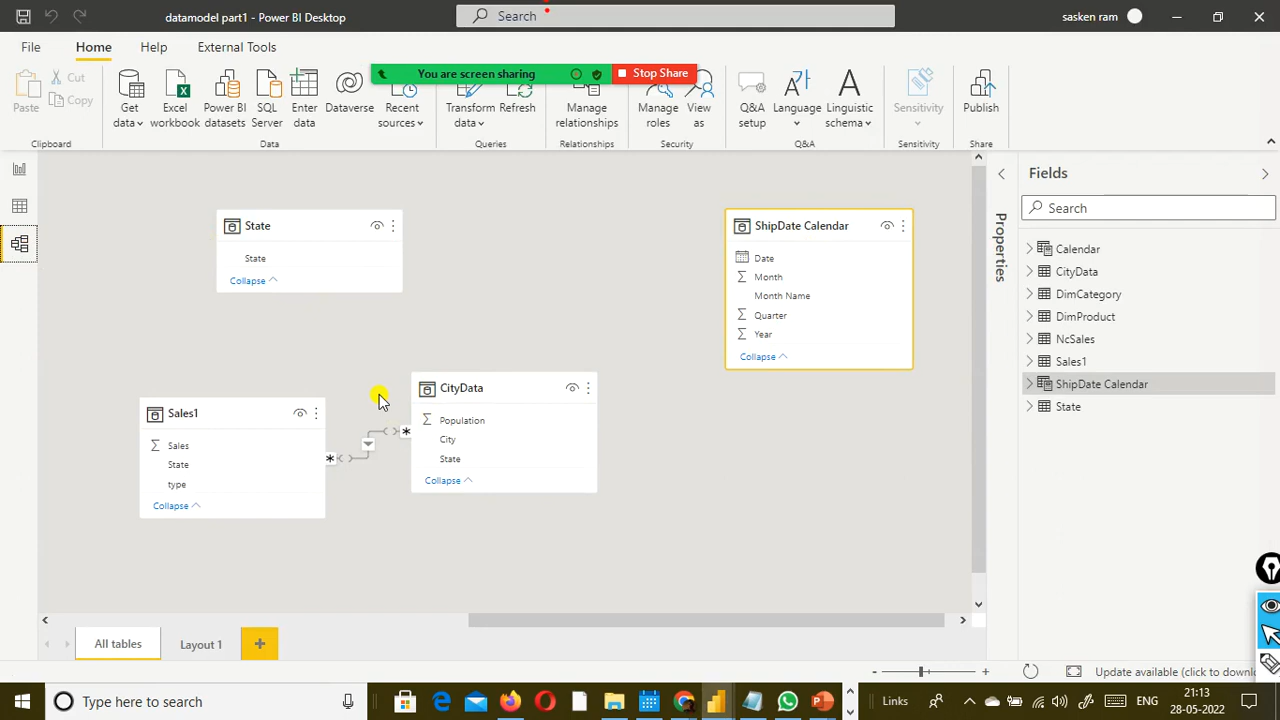 datamodel part1 - Power BI Desktop
Search
sasken ram
File
Home
Help
External Tools
You are screen sharing
Stop Share
Paste
Cut
Copy
Get data
Excel workbook
Power BI datasets
SQL Server
Enter data
Dataverse
Recent sources
Transform data
Refresh
Manage relationships
Manage roles
View as
Q&A setup
Language
Linguistic schema
Sensitivity
Publish
Clipboard
Data
Queries
Relationships
Security
Q&A
Sensitivity
Share
State
State
Collapse
ShipDate Calendar
Date
Month
Month Name
Quarter
Year
Collapse
Sales1
Sales
State
type
Collapse
CityData
Population
City
State
Collapse
Properties
Fields
Search
Calendar
CityData
DimCategory
DimProduct
NcSales
Sales1
ShipDate Calendar
State
All tables
Layout 1
Update available (click to downlo
Type here to search
Links
ENG
21:13
28-05-2022